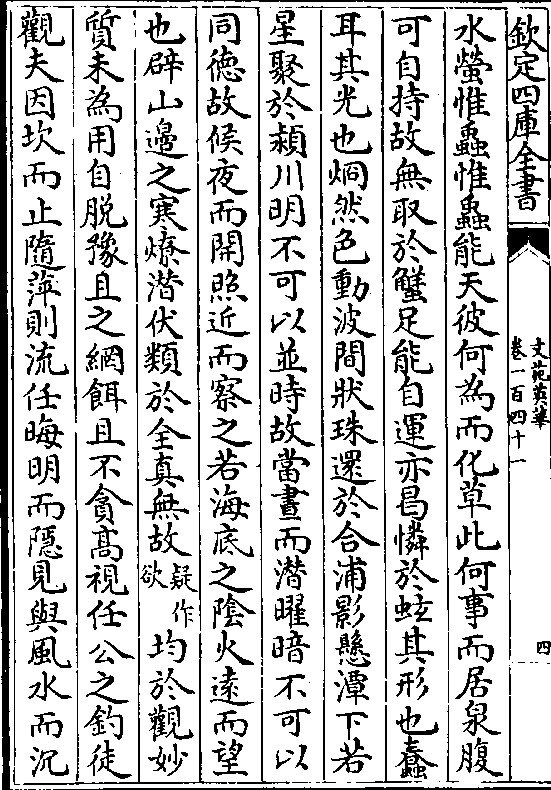 欽定四庫全書
文苑英華
卷一百四十一
四
水螢惟蟲惟蟲能天彼何為而化草此何事而居泉腹
可自持故無取於蟹足能自運亦曷憐於蚿其形也蠢
耳其光也烱然色動波間狀珠還於合浦影懸潭下若
星聚於潁川明不可以並時故當晝而潛曜暗不可以
同德故候夜而開照近而察之若海底之陰火遠而望
也辟山邊之寒燎潜伏類於全真無故疑作欲均於觀妙
質未為用自脱豫且之網餌且不貪髙視任公之釣徒
觀夫因坎而止隨萍則流任晦明而隱見與風水而沉